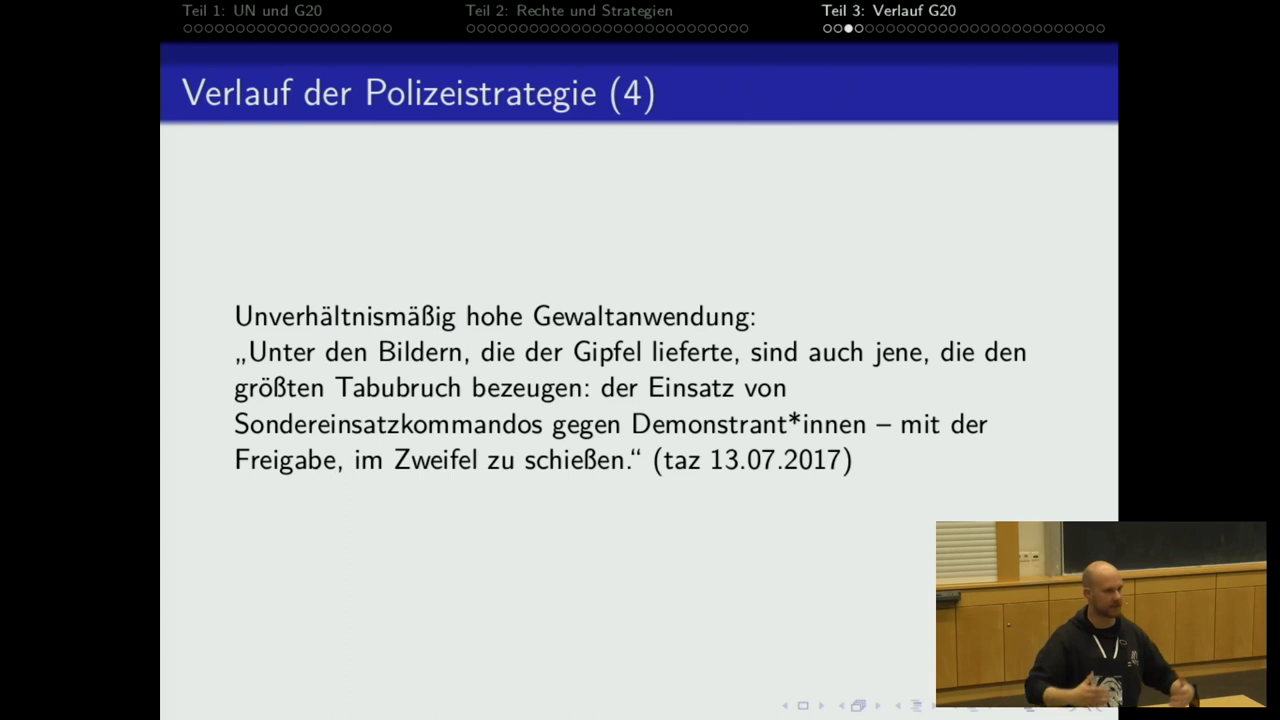 Teil 1: UN und G20
Teil 2: Rechte und Strategien
Teil 3: Verlauf G20
Verlauf der Polizeistrategie (4)
Unverhältnismäßig hohe Gewaltanwendung:
„Unter den Bildern, die der Gipfel lieferte, sind auch jene, die den
größten Tabubruch bezeugen: der Einsatz von
Sondereinsatzkommandos gegen Demonstrant*innen – mit der
Freigabe, im Zweifel zu schießen.“ (taz 13.07.2017)